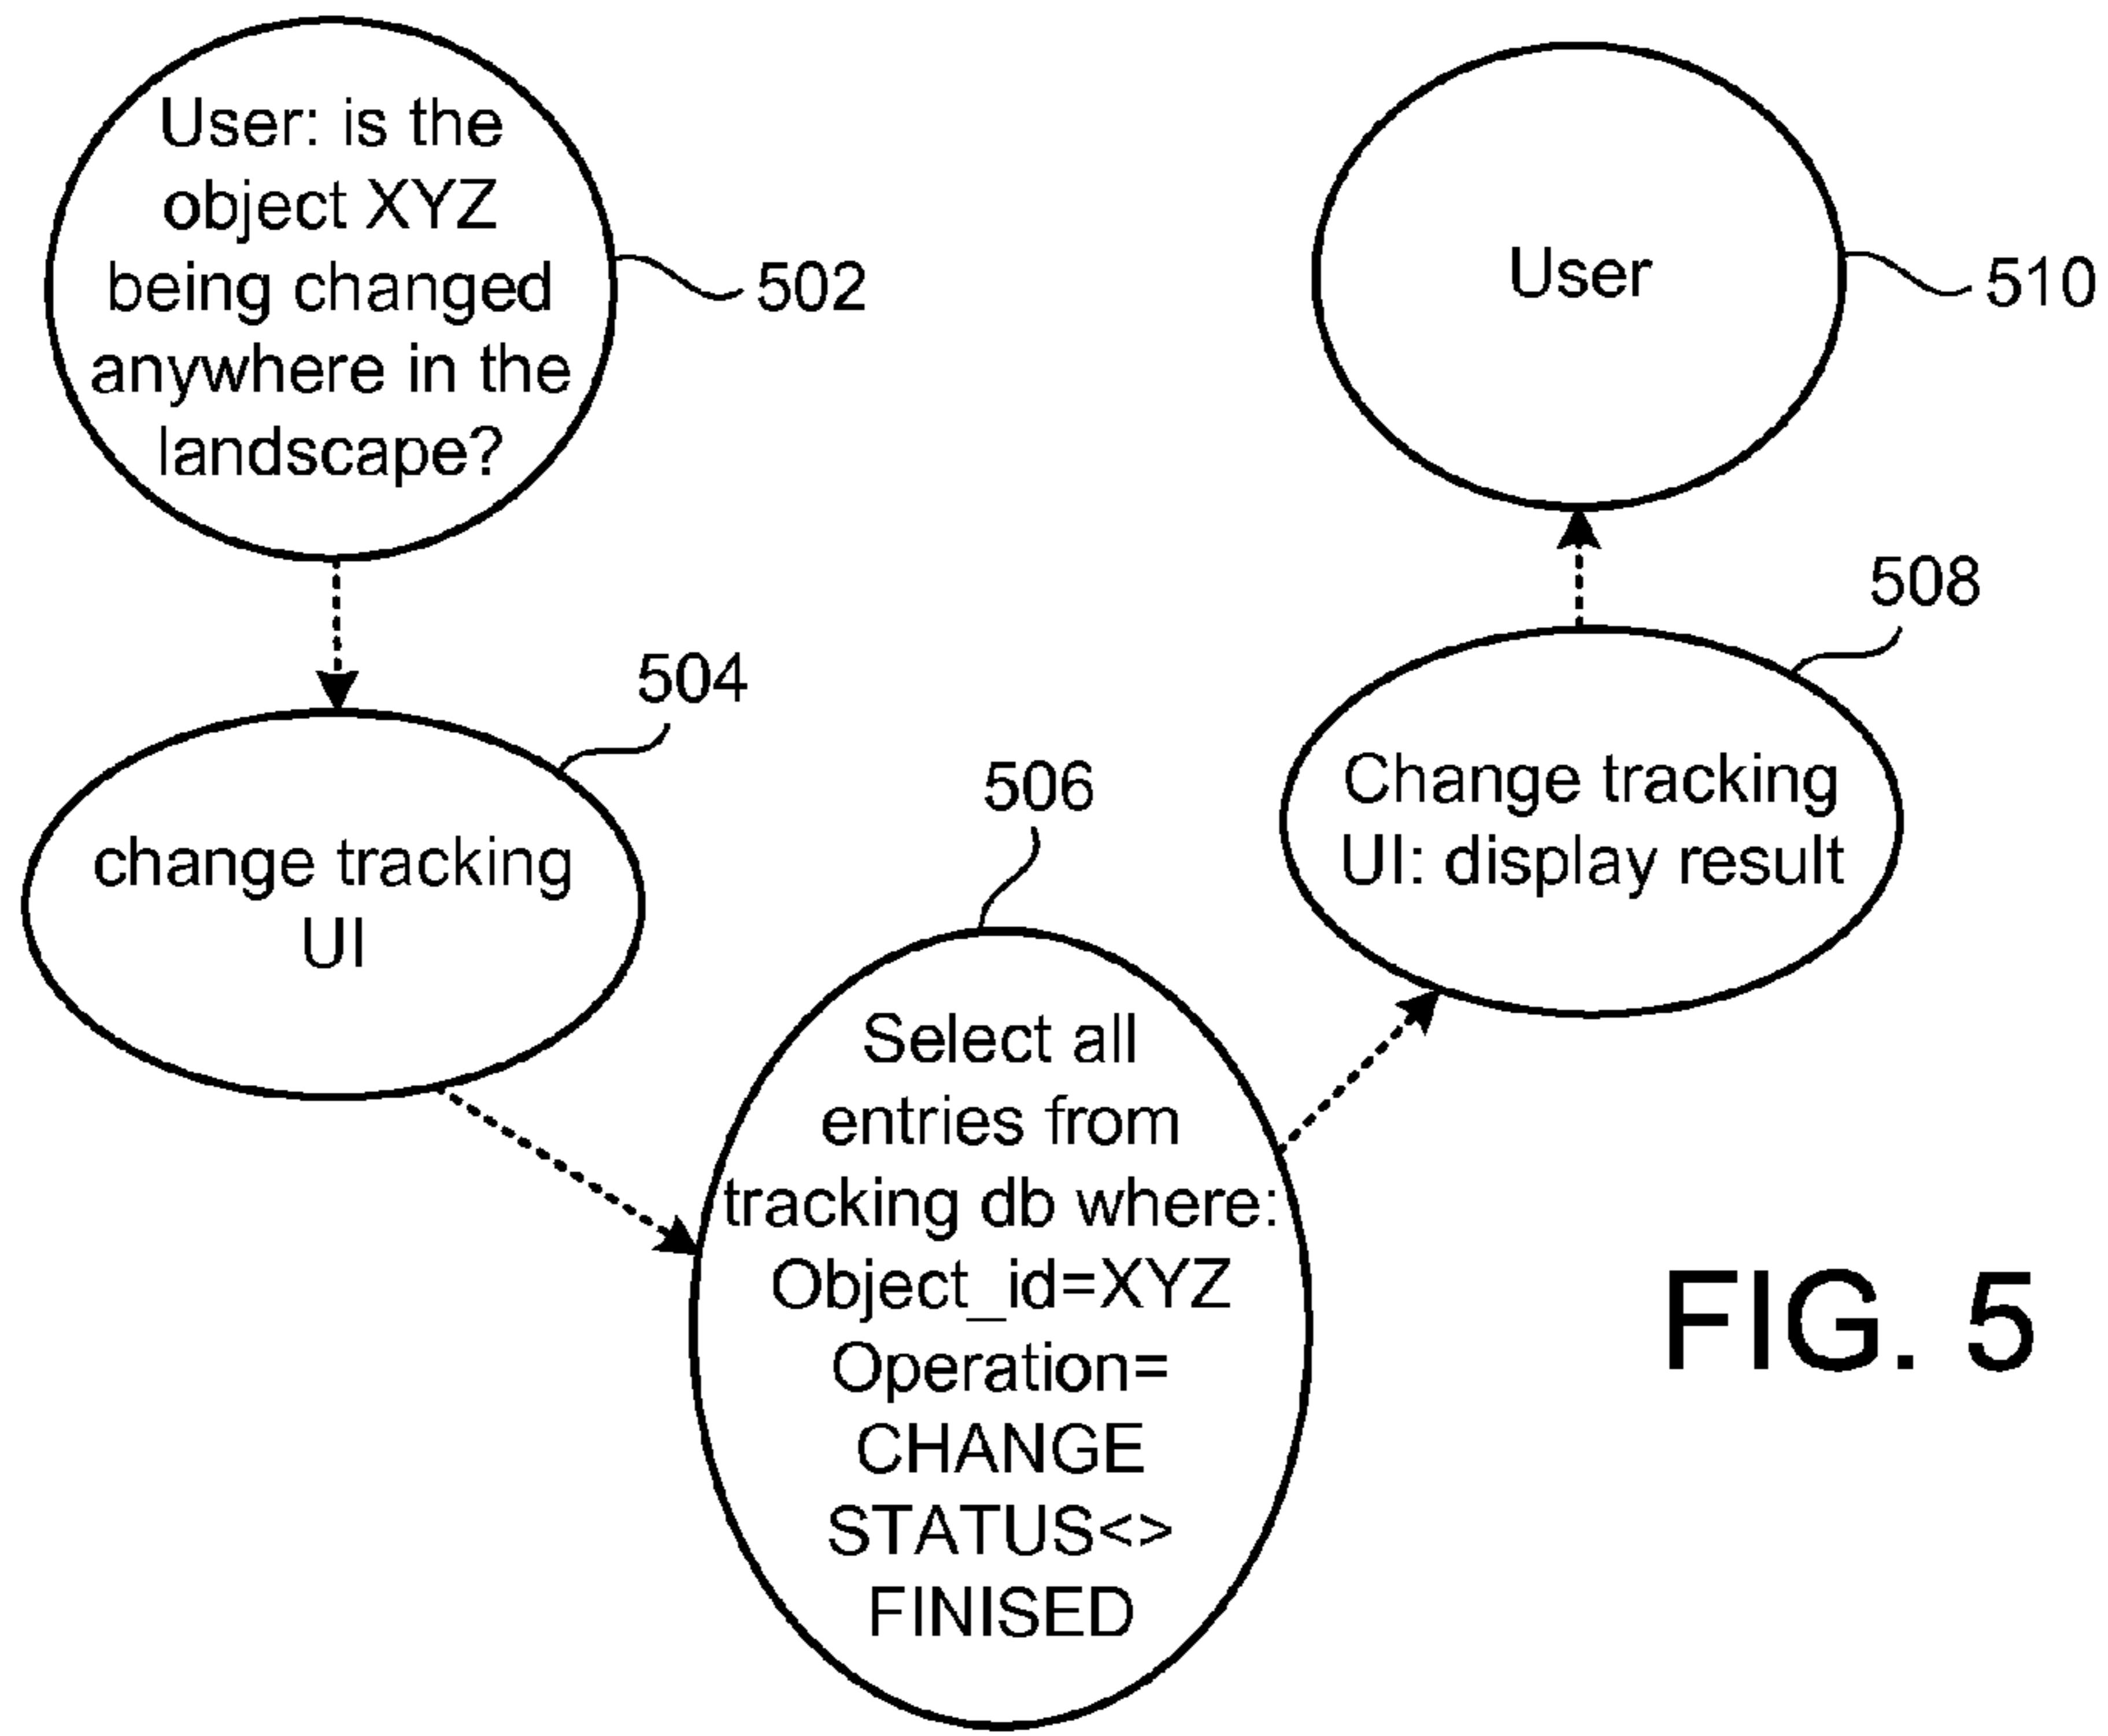 User: is the
object XYZ
being changed
anywhere in the
landscape?
502
change tracking
UI
504
Select all
entries from
tracking db where:
Object_id=XYZ
Operation=
CHANGE
STATUS<>
FINISED
506
Change tracking
UI: display result
508
User
510
FIG. 5